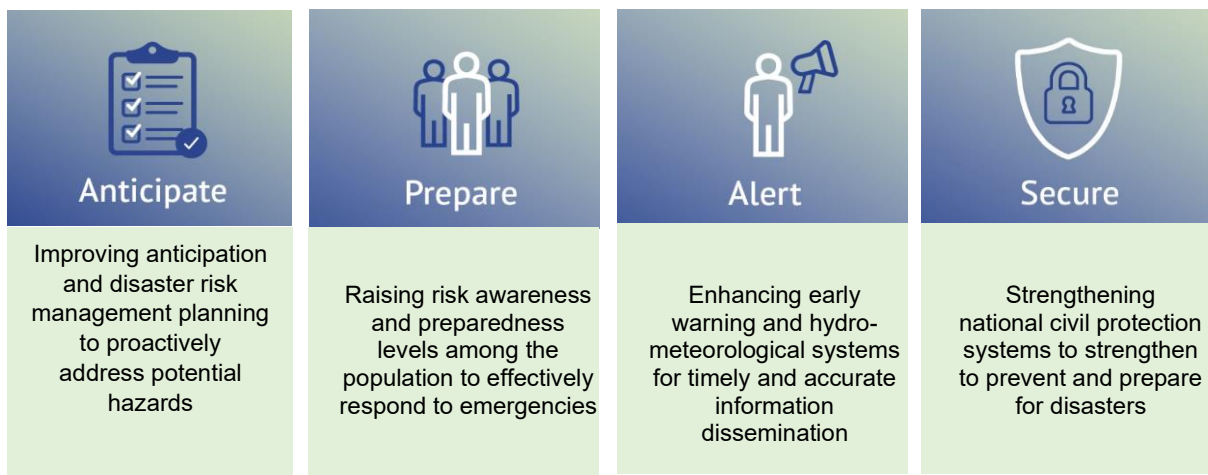 Anticipate
Improving anticipation
and disaster risk
management planning
to proactively
address potential
hazards
Prepare
Raising risk awareness
and preparedness
levels among the
population to effectively
respond to emergencies
Alert
Enhancing early
warning and hydro-
meteorological systems
for timely and accurate
information
dissemination
Secure
Strengthening
national civil protection
systems to strengthen
to prevent and prepare
for disasters